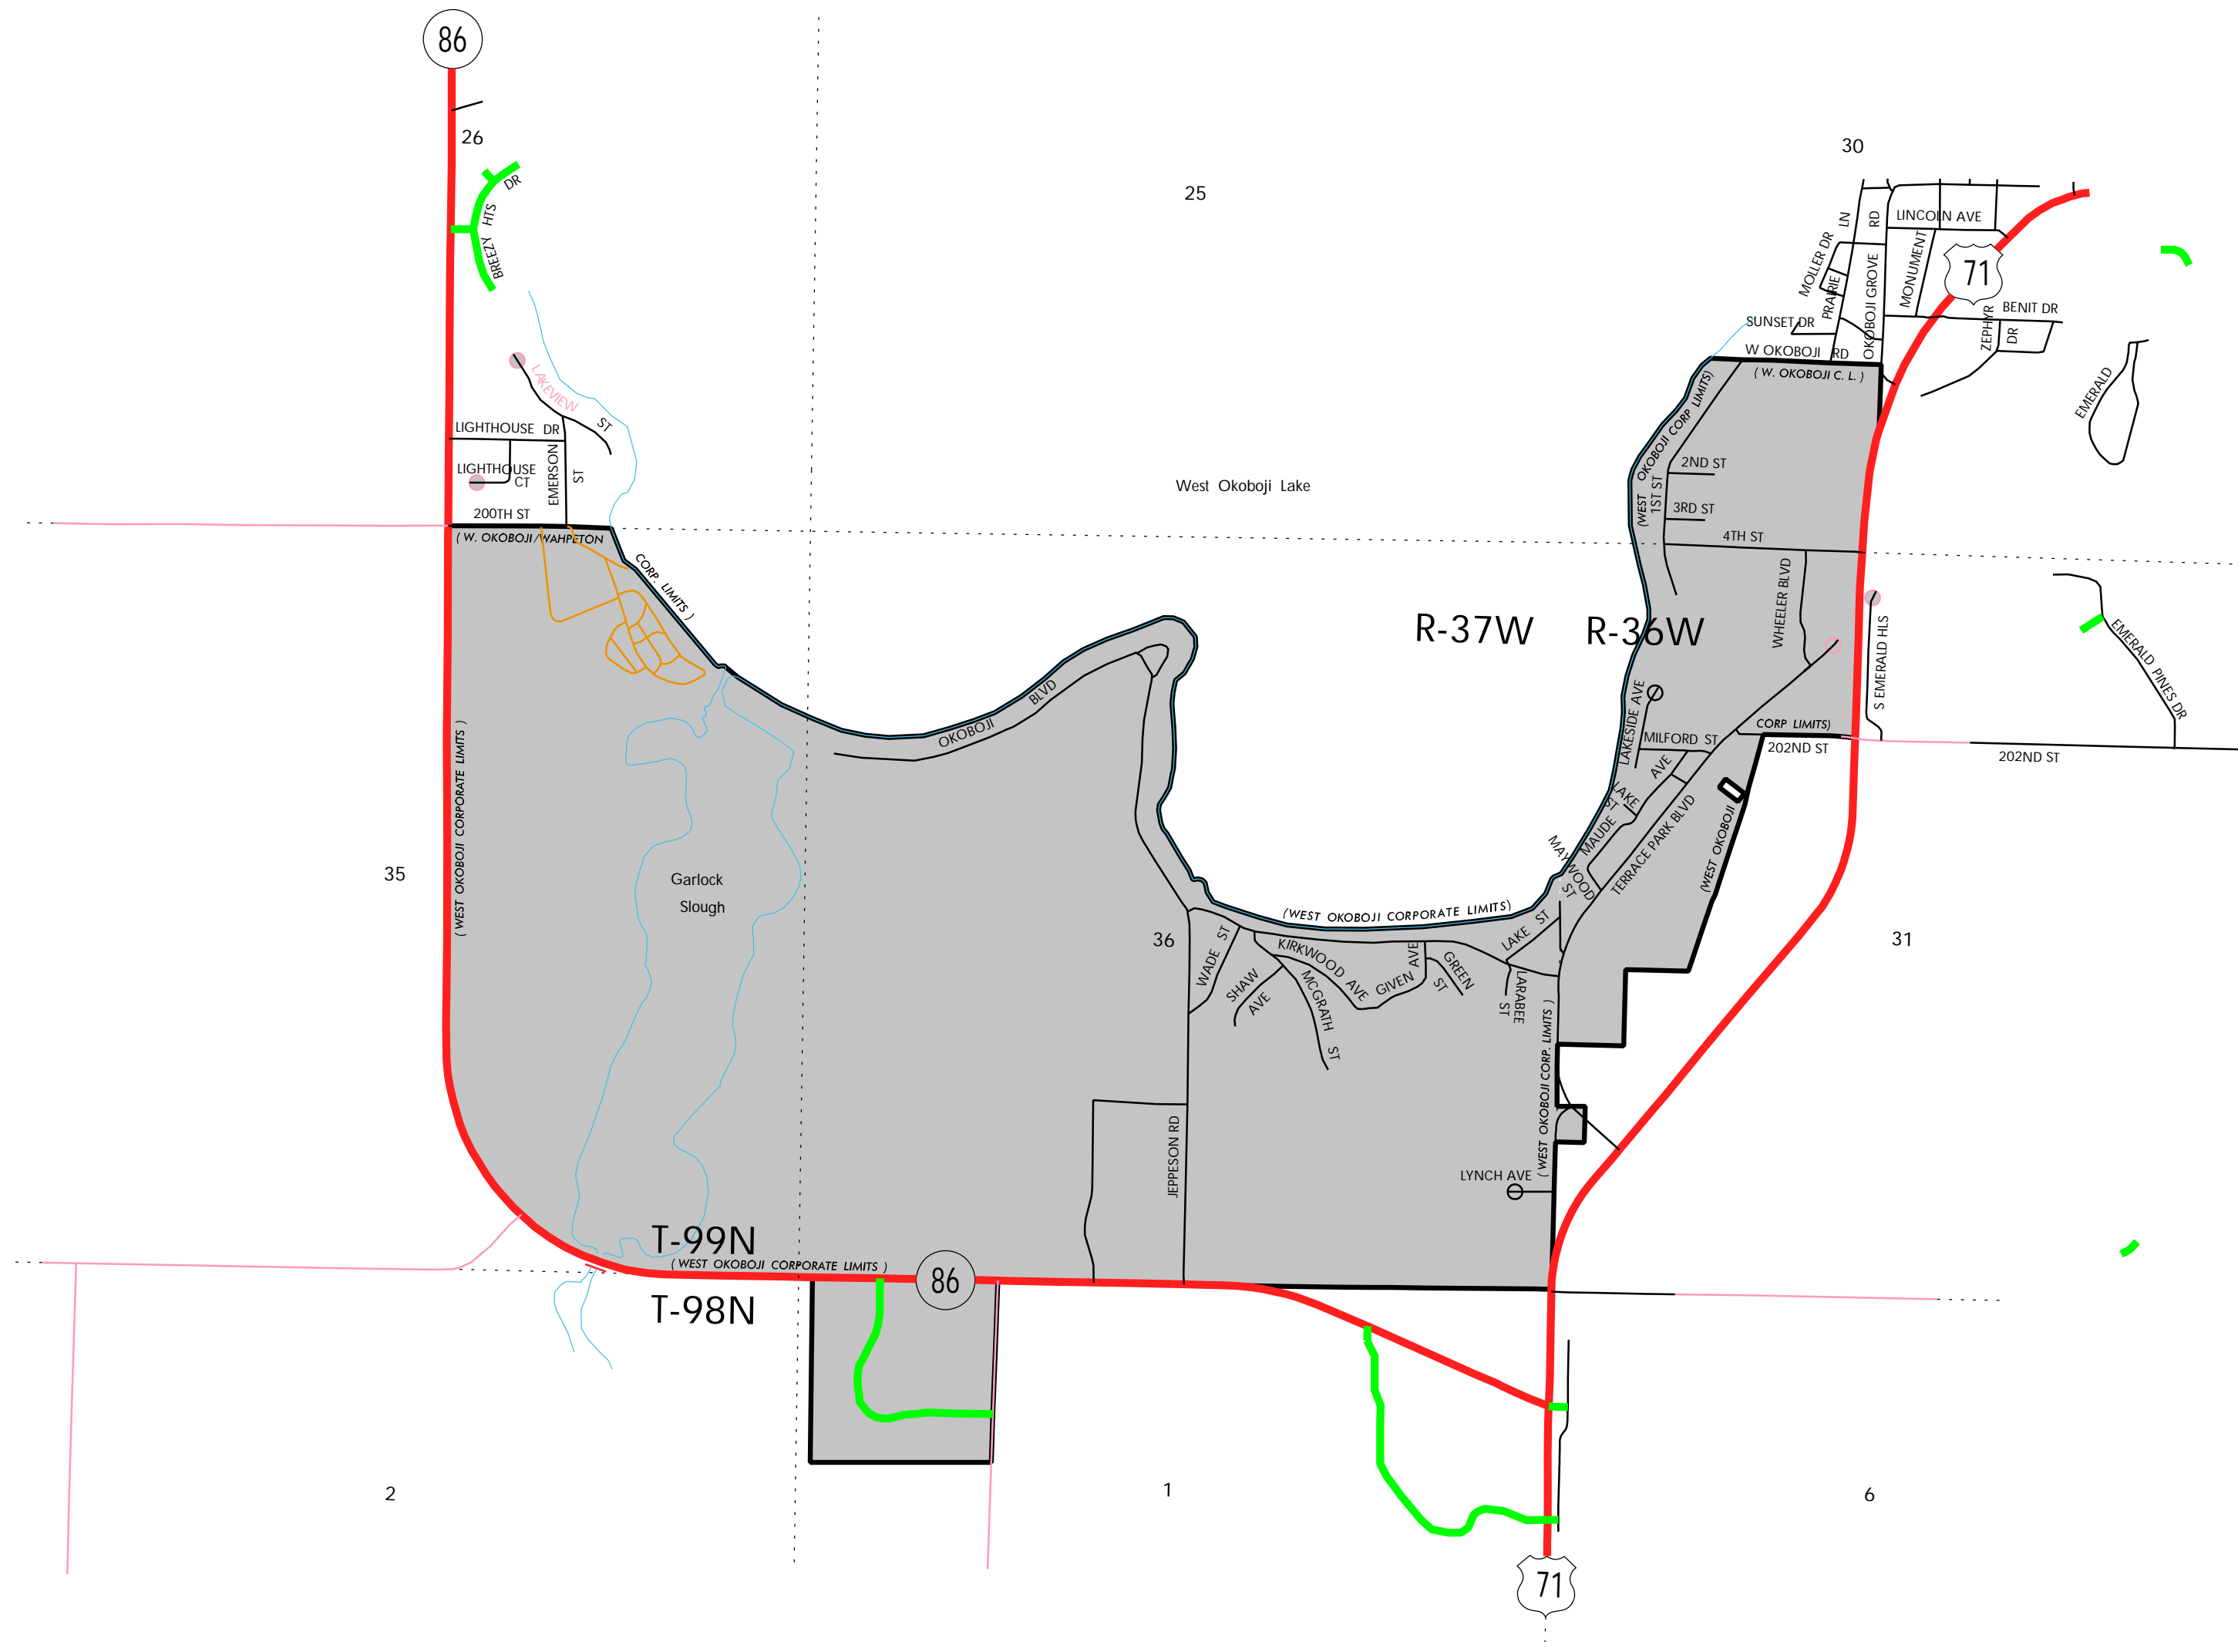 86
26
BREEZY HTS DR
25
30
LN
RD
LINCOLN AVE
MOLLER DR
PRAIRIE
OKOBOJI GROVE
MONUMENT
71
BENIT DR
ZEPHYR
DR
SUNSET DR
W OKOBOJI RD
( W. OKOBOJI C. L. )
EMERALD
LAKEVIEW
ST
LIGHTHOUSE DR
LIGHTHOUSE
CT
EMERSON
ST
200TH ST
( W. OKOBOJI/WAHPETON
CORP. LIMITS )
West Okoboji Lake
(WEST OKOBOJI CORP LIMITS)
2ND ST
1ST ST
3RD ST
4TH ST
WHEELER BLVD
R-37W
R-36W
S EMERALD HLS
EMERALD PINES DR
LAKESIDE AVE
MILFORD ST
CORP LIMITS)
202ND ST
202ND ST
OKOBOJI BLVD
( WEST OKOBOJI CORPORATE LIMITS )
35
Garlock
Slough
AVE
LAKE
ST
MAUDE
MAYWOOD
ST
TERRACE PARK BLVD
(WEST OKOBOJI
(WEST OKOBOJI CORPORATE LIMITS)
36
31
WADE ST
SHAW
AVE
KIRKWOOD AVE
MCGRATH ST
GIVEN
AVE
GREEN
ST
LAKE ST
LARABEE
ST
( WEST OKOBOJI CORP. LIMITS )
JEPPESON RD
LYNCH AVE
T-99N
( WEST OKOBOJI CORPORATE LIMITS )
86
T-98N
2
1
6
71